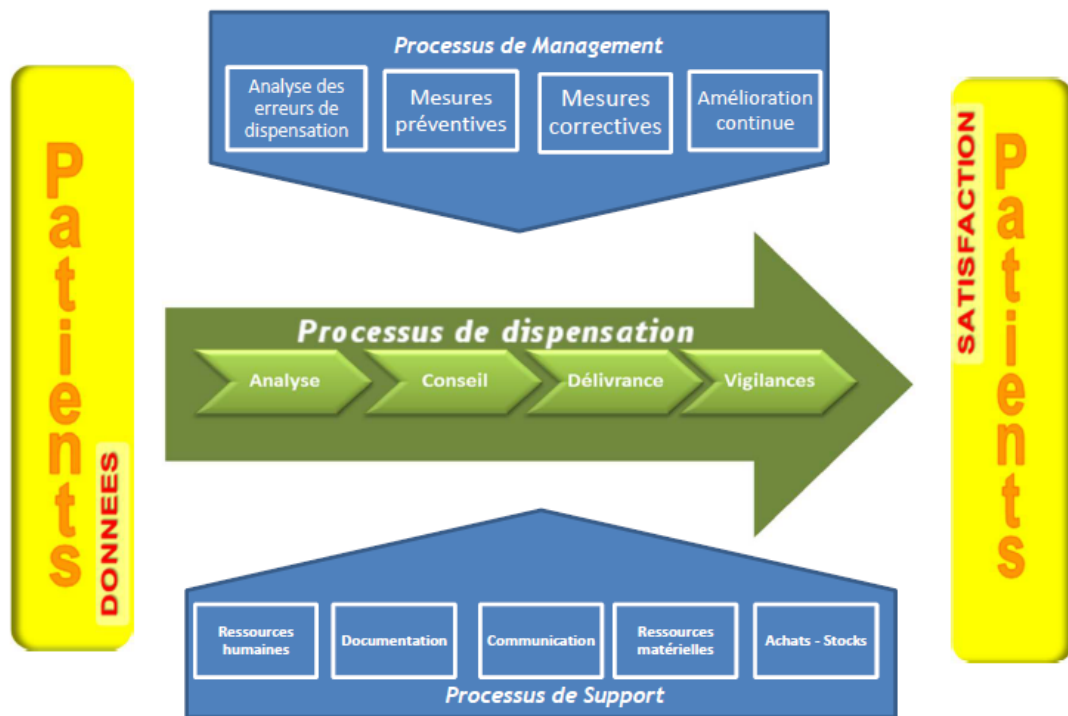 Patients
DONNEES
Processus de Management
Analyse des
erreurs de
dispensation
Mesures
préventives
Mesures
correctives
Amélioration
continue
Processus de dispensation
Analyse
Conseil
Délivrance
Vigilances
Ressources
humaines
Documentation
Communication
Ressources
matérielles
Achats - Stocks
Processus de Support
SATISFACTION
Patients